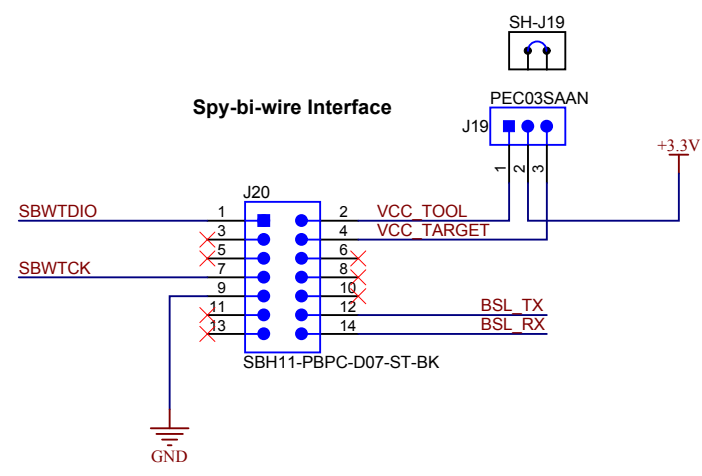 SH-J19
Spy-bi-wire Interface
PEC03SAAN
J19
+3.3V
1
2
3
J20
SBWTDIO
1
2
VCC_TOOL
3
4
VCC_TARGET
5
6
SBWTCK
7
8
9
10
11
12
BSL_TX
13
14
BSL_RX
SBH11-PBPC-D07-ST-BK
GND